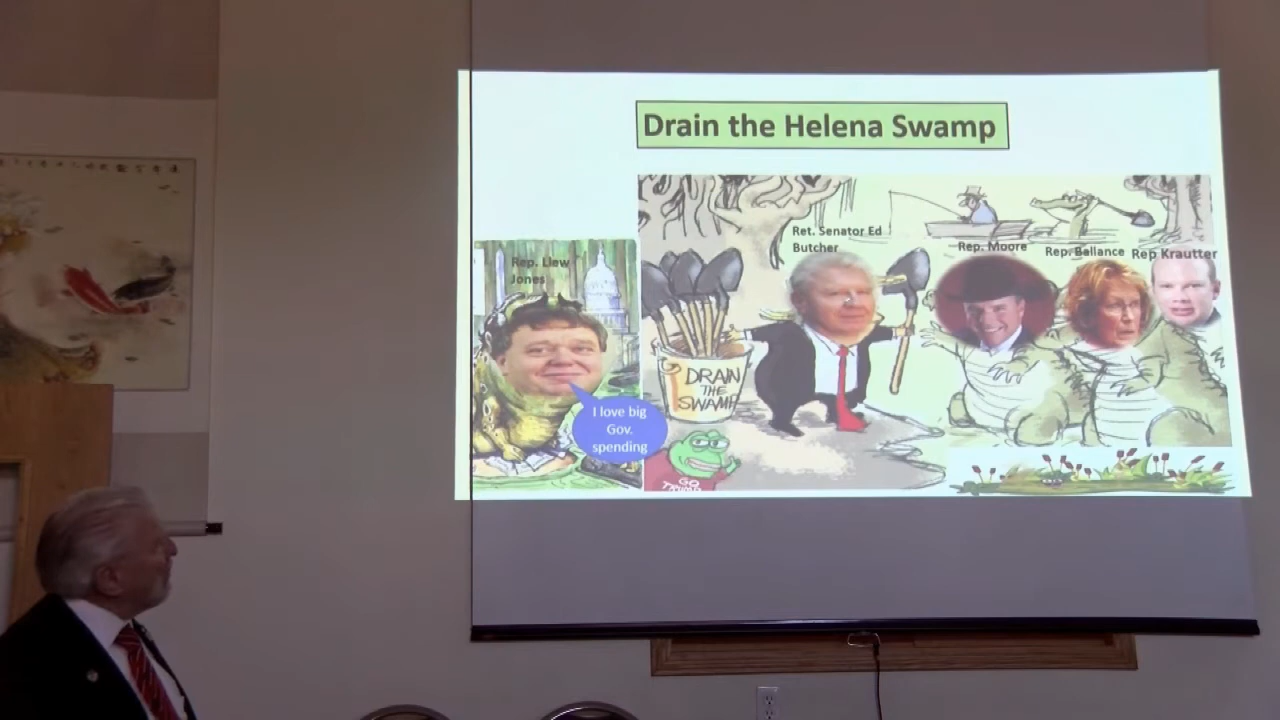 Drain the Helena Swamp
Rep. Llew
Jones
I love big
Gov.
spending
Ret. Senator Ed
Butcher
DRAIN
THE
SWAMP
GO
Rep. Moore
Rep. Ballance
Rep Krautter